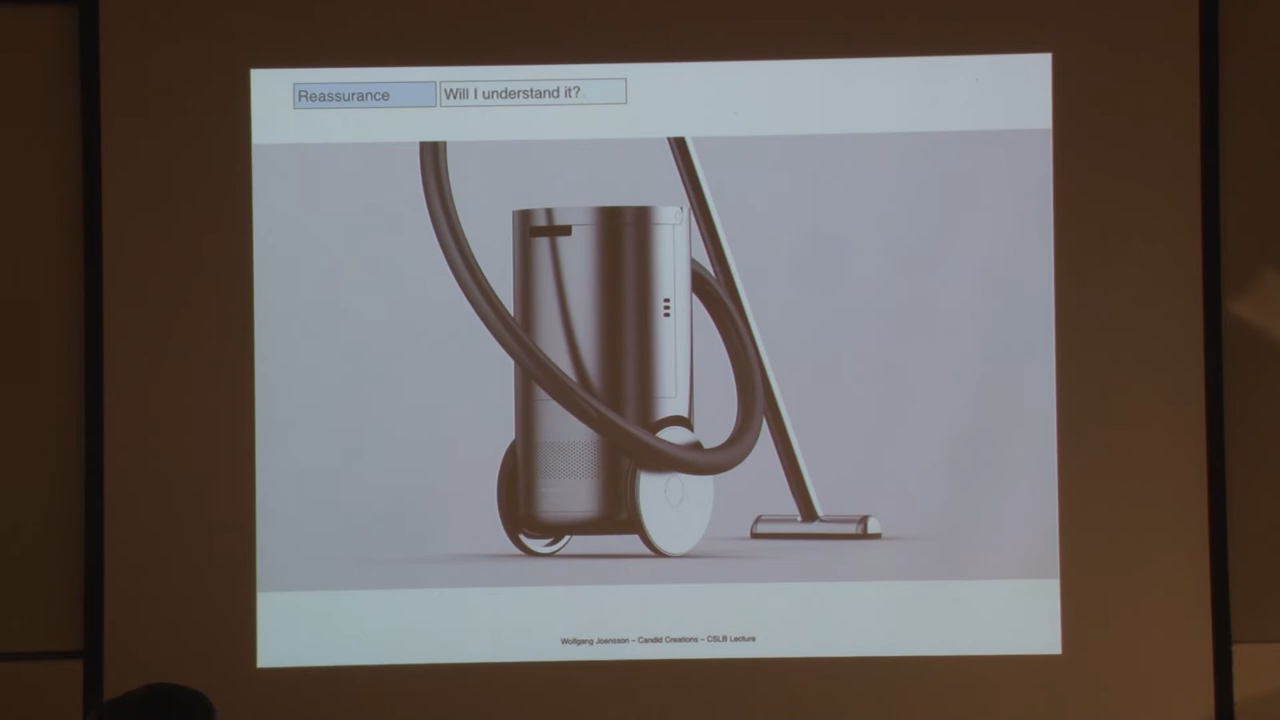 Reassurance
Will I understand it?
Wolfgang Joensson – Candid Creations – CSLB Lecture